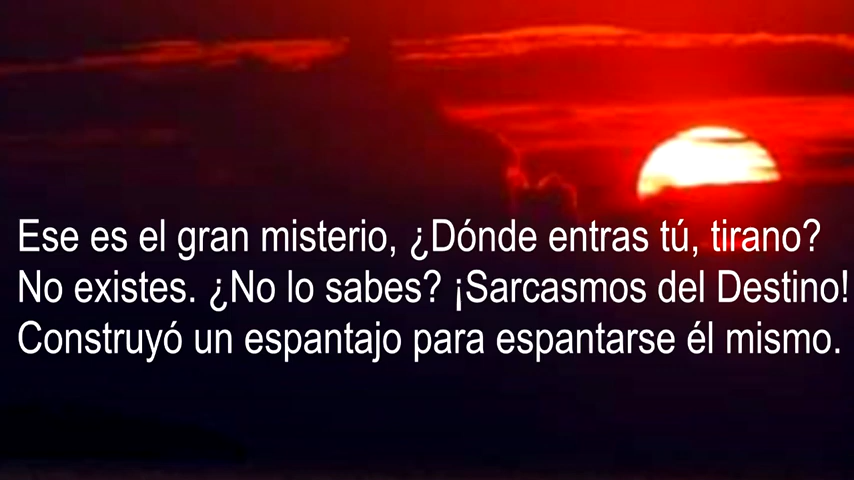 Ese es el gran misterio, ¿Dónde entras tú, tirano?
No existes. ¿No lo sabes? ¡Sarcasmos del Destino!
Construyó un espantajo para espantarse él mismo.